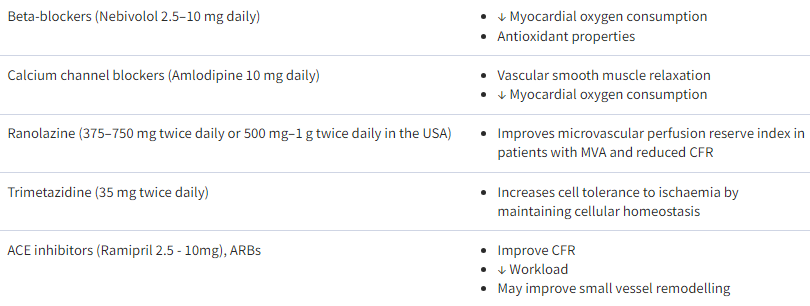 Beta-blockers (Nebivolol 2.5–10 mg daily)
• ↓ Myocardial oxygen consumption
• Antioxidant properties
Calcium channel blockers (Amlodipine 10 mg daily)
• Vascular smooth muscle relaxation
• ↓ Myocardial oxygen consumption
Ranolazine (375–750 mg twice daily or 500 mg–1 g twice daily in the USA)
• Improves microvascular perfusion reserve index in
patients with MVA and reduced CFR
Trimetazidine (35 mg twice daily)
• Increases cell tolerance to ischaemia by
maintaining cellular homeostasis
ACE inhibitors (Ramipril 2.5 - 10mg), ARBs
• Improve CFR
• ↓ Workload
• May improve small vessel remodelling